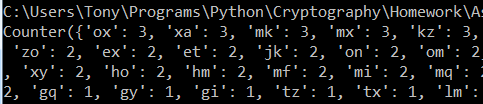 C:\Users\Tony\Programs\Python\Cryptography\Homework\As
Counter({'ox': 3, 'xa': 3, 'mk': 3, 'mx': 3, 'kz': 3,
'zo': 2, 'ex': 2, 'et': 2, 'jk': 2, 'on': 2, 'om': 2,
, 'xy': 2, 'ho': 2, 'hm': 2, 'mf': 2, 'mi': 2, 'mq': 2
2, 'gq': 1, 'gy': 1, 'gi': 1, 'tz': 1, 'tx': 1, 'lm':